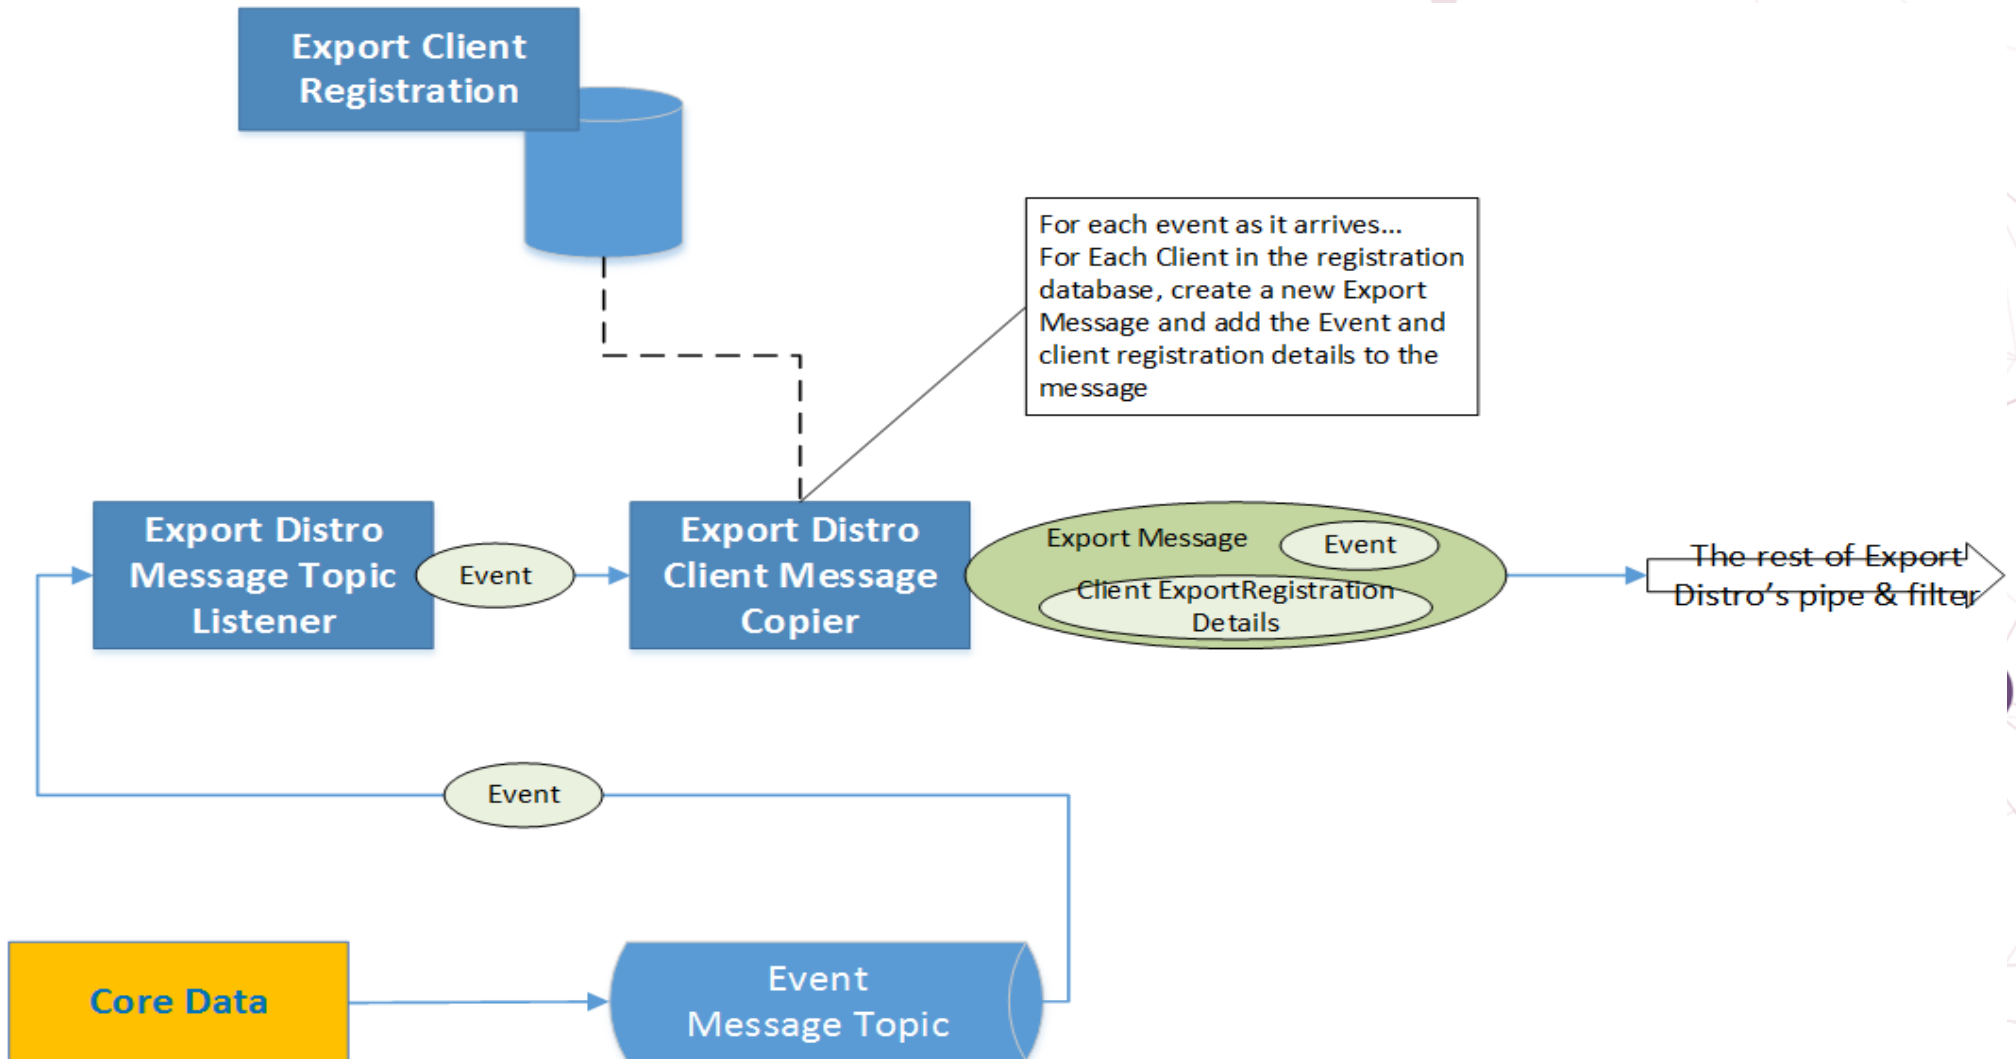 Export Client
Registration
For each event as it arrives...
For Each Client in the registration
database, create a new Export
Message and add the Event and
client registration details to the
message
Export Distro
Message Topic
Listener
Event
Export Distro
Client Message
Copier
Export Message
Event
Client ExportRegistration
Details
The rest of Export
Distro’s pipe & filter
Event
Core Data
Event
Message Topic